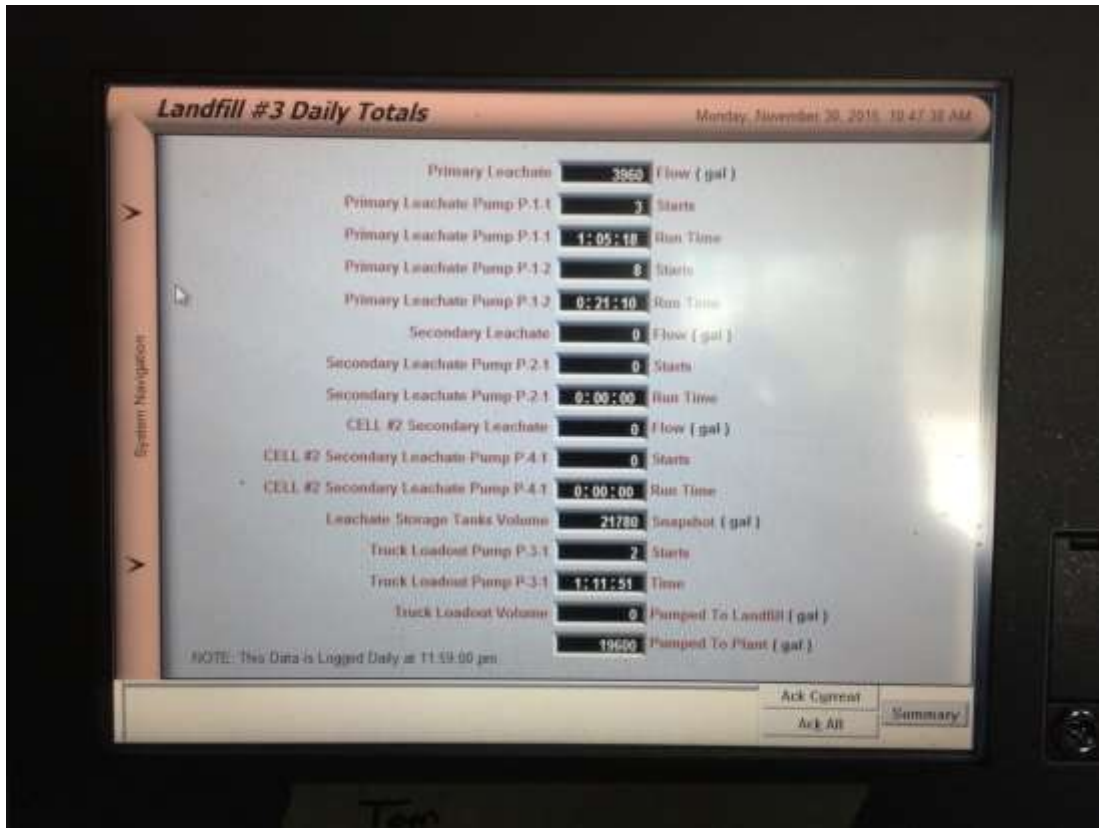 Landfill #3 Daily Totals
Monday, November 30, 2015 10:47:38 AM
Primary Leachate 3960 Flow ( gal )
Primary Leachate Pump P-1-1 3 Starts
Primary Leachate Pump P-1-1 1:05:18 Run Time
Primary Leachate Pump P-1-2 8 Starts
Primary Leachate Pump P-1-2 0:21:10 Run Time
Secondary Leachate 0 Flow ( gal )
Secondary Leachate Pump P-2-1 0 Starts
Secondary Leachate Pump P-2-1 0:00:00 Run Time
CELL #2 Secondary Leachate 0 Flow ( gal )
CELL #2 Secondary Leachate Pump P-4-1 0 Starts
CELL #2 Secondary Leachate Pump P-4-1 0:00:00 Run Time
Leachate Storage Tanks Volume 21780 Snapshot ( gal )
Truck Loadout Pump P-3-1 2 Starts
Truck Loadout Pump P-3-1 1:11:51 Time
Truck Loadout Volume 0 Pumped To Landfill ( gal )
19600 Pumped To Plant ( gal )
NOTE: This Data is Logged Daily at 11:59:00 pm
System Navigation
Ack Current
Ack All
Summary